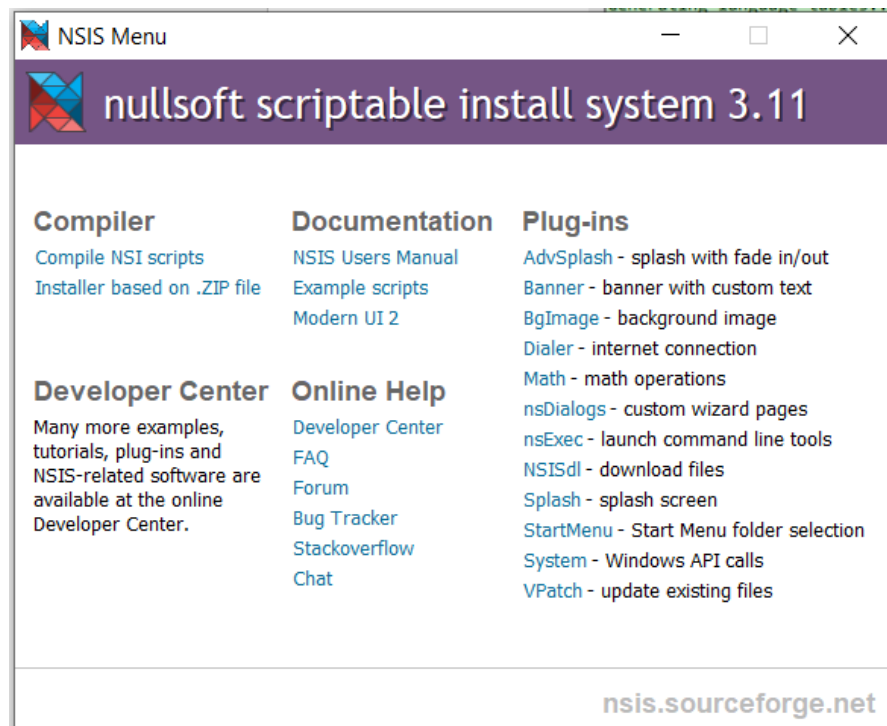 Generating language tables..
NSIS Menu
nullsoft scriptable install system 3.11
Compiler
Compile NSI scripts
Installer based on .ZIP file
Documentation
NSIS Users Manual
Example scripts
Modern UI 2
Plug-ins
AdvSplash - splash with fade in/out
Banner - banner with custom text
BgImage - background image
Dialer - internet connection
Math - math operations
nsDialogs - custom wizard pages
nsExec - launch command line tools
NSISdl - download files
Splash - splash screen
StartMenu - Start Menu folder selection
System - Windows API calls
VPatch - update existing files
Developer Center
Many more examples,
tutorials, plug-ins and
NSIS-related software are
available at the online
Developer Center.
Online Help
Developer Center
FAQ
Forum
Bug Tracker
Stackoverflow
Chat
nsis.sourceforge.net